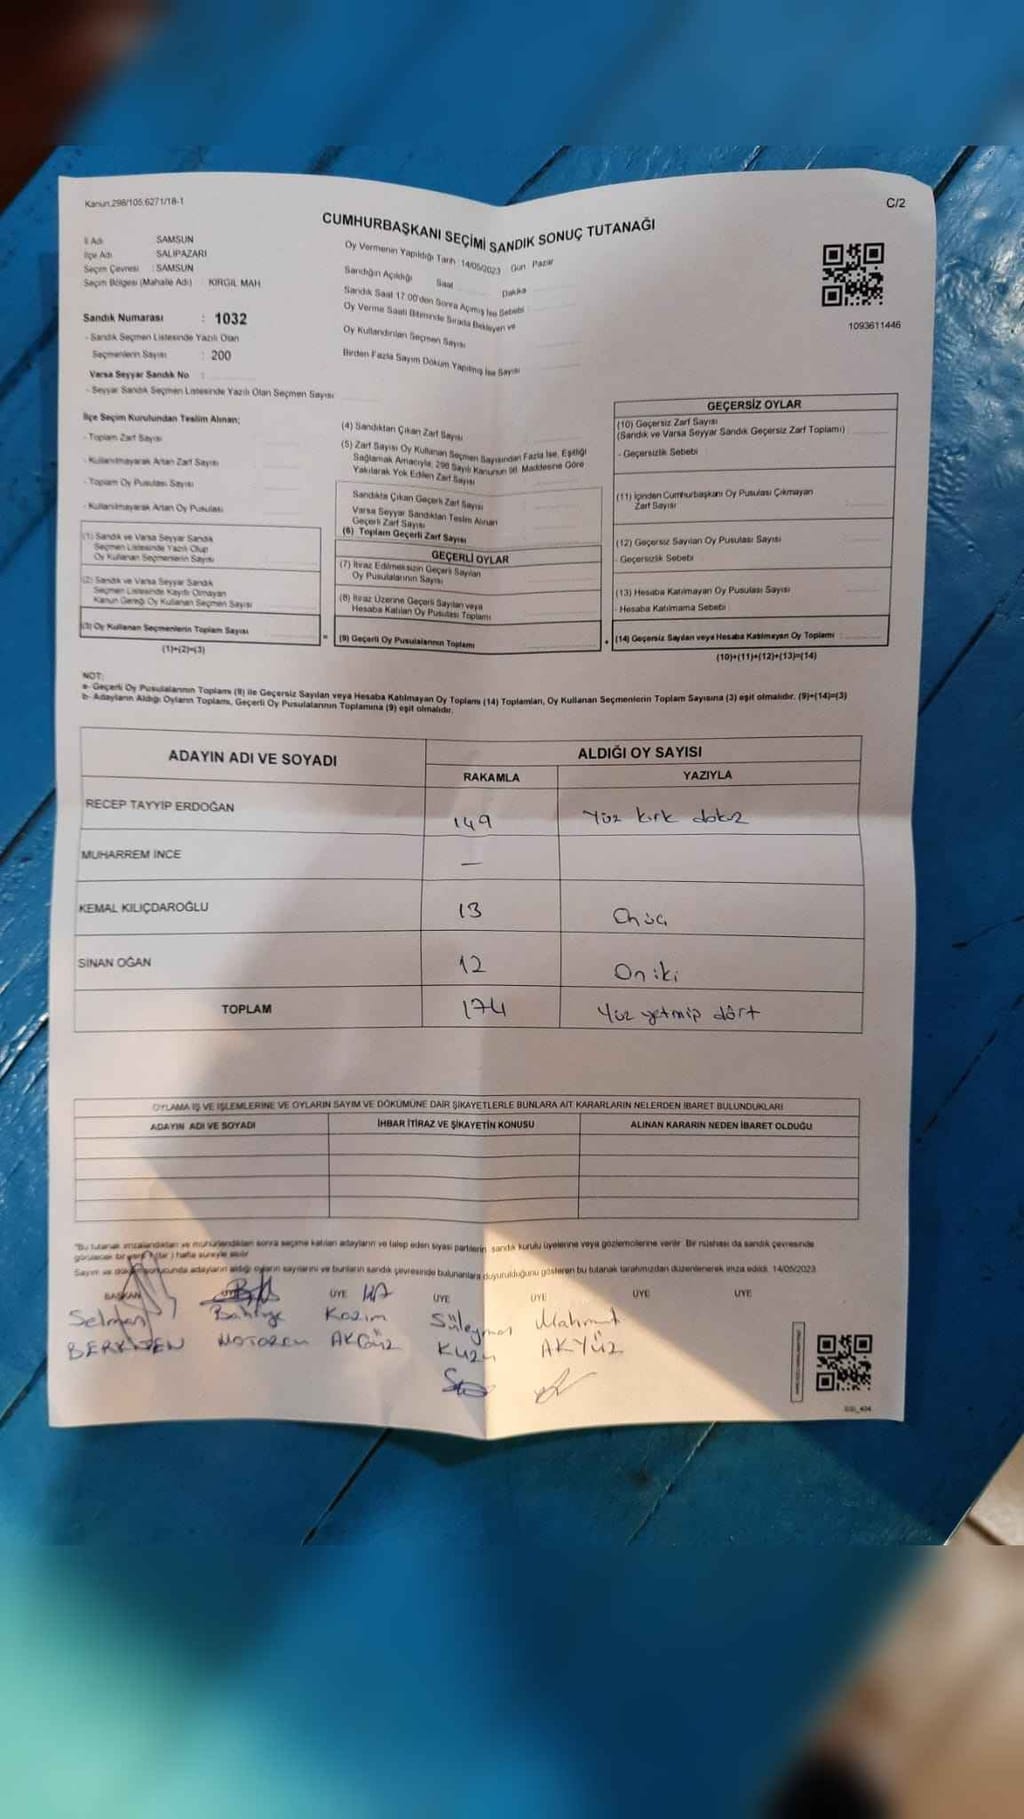 Kanun.298/105,6271/18-1
C/2
CUMHURBAŞKANI SEÇİMİ SANDIK SONUÇ TUTANAĞI
İl Adı SAMSUN
İlçe Adı SALIPAZARI
Seçim Çevresi : SAMSUN
Seçim Bölgesi (Mahalle Adı) : KIRGIL MAH
Sandık Numarası : 1032
- Sandık Seçmen Listesinde Yazılı Olan
Seçmenlerin Sayısı : 200
Varsa Seyyar Sandık No :
- Seyyar Sandık Seçmen Listesinde Yazılı Olan Seçmen Sayısı
Oy Vermenin Yapıldığı Tarih :14/05/2023 Gün : Pazar
Sandığın Açıldığı Saat Dakika
Sandık Saat 17:00'den Sonra Açılmış İse Sebebi
Oy Verme Saati Bitiminde Sırada Bekleyen ve
Oy Kullandırılan Seçmen Sayısı
Birden Fazla Sayım Döküm Yapılmış İse Sayısı
1093611446
İlçe Seçim Kurulundan Teslim Alınan;
- Toplam Zarf Sayısı
- Kullanılmayarak Artan Zarf Sayısı
- Toplam Oy Pusulası Sayısı
- Kullanılmayarak Artan Oy Pusulası
(1) Sandık ve Varsa Seyyar Sandık
Seçmen Listesinde Yazılı Olup
Oy Kullanan Seçmenlerin Sayısı
(2) Sandık ve Varsa Seyyar Sandık
Seçmen Listesinde Kaydı Olmayan
Kanun Gereği Oy Kullanan Seçmen Sayısı
(3) Oy Kullanan Seçmenlerin Toplam Sayısı
(1)+(2)=(3)
(4) Sandıktan Çıkan Zarf Sayısı
(5) Zarf Sayısı Oy Kullanan Seçmen Sayısından Fazla İse, Eşitliği
Sağlamak Amacıyla, 298 Sayılı Kanunun 98. Maddesine Göre
Yakılarak Yok Edilen Zarf Sayısı
Sandıkta Çıkan Geçerli Zarf Sayısı
Varsa Seyyar Sandıktan Teslim Alınan
Geçerli Zarf Sayısı
(6) Toplam Geçerli Zarf Sayısı
GEÇERLİ OYLAR
(7) İtiraz Edilmeksizin Geçerli Sayılan
Oy Pusulalarının Sayısı
(8) İtiraz Üzerine Geçerli Sayılan veya
Hesaba Katılan Oy Pusulası Toplamı
=
(9) Geçerli Oy Pusulalarının Toplamı
+
GEÇERSİZ OYLAR
(10) Geçersiz Zarf Sayısı
(Sandık ve Varsa Seyyar Sandık Geçersiz Zarf Toplamı)
- Geçersizlik Sebebi
(11) İçinden Cumhurbaşkanı Oy Pusulası Çıkmayan
Zarf Sayısı
(12) Geçersiz Sayılan Oy Pusulası Sayısı
- Geçersizlik Sebebi
(13) Hesaba Katılmayan Oy Pusulası Sayısı
- Hesaba Katılmama Sebebi
(14) Geçersiz Sayılan veya Hesaba Katılmayan Oy Toplamı
(10)+(11)+(12)+(13)=(14)
NOT:
a- Geçerli Oy Pusulalarının Toplamı (9) ile Geçersiz Sayılan veya Hesaba Katılmayan Oy Toplamı (14) Toplamları, Oy Kullanan Seçmenlerin Toplam Sayısına (3) eşit olmalıdır. (9)+(14)=(3)
b- Adayların Aldığı Oyların Toplamı, Geçerli Oy Pusulalarının Toplamına (9) eşit olmalıdır.
ADAYIN ADI VE SOYADI
ALDIĞI OY SAYISI
RAKAMLA YAZIYLA
RECEP TAYYİP ERDOĞAN 149 Yüz kırk dokuz
MUHARREM İNCE —
KEMAL KILIÇDAROĞLU 13 Onüç
SİNAN OĞAN 12 On iki
TOPLAM 174 Yüz yetmiş dört
OYLAMA İŞ VE İŞLEMLERİNE VE OYLARIN SAYIM VE DÖKÜMÜNE DAİR ŞİKAYETLERLE BUNLARA AİT KARARLARIN NELERDEN İBARET BULUNDUKLARI
ADAYIN ADI VE SOYADI İHBAR İTİRAZ VE ŞİKAYETİN KONUSU ALINAN KARARIN NEDEN İBARET OLDUĞU
*Bu tutanak imzalandıktan ve mühürlendikten sonra seçime katılan adayların ve talep eden siyasi partilerin sandık kurulu üyelerine veya gözlemcilerine verilir. Bir nüshası da sandık çevresinde
görülecek bir yere ( bir ) hafta süreyle asılır
Sayım ve döküm sonucunda adayların aldığı oyların sayılarını ve bunların sandık çevresinde bulunanlara duyurulduğunu gösteren bu tutanak tarafımızdan düzenlenerek imza edildi. 14/05/2023
BAŞKAN ÜYE ÜYE ÜYE ÜYE ÜYE
Selman Kazim Süleyman Mahmut
AKGÜZ KUZU AKYÜZ